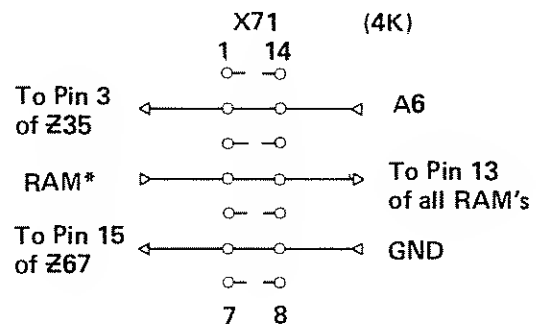 X71 (4K)
1 14
To Pin 3
of Z35
A6
RAM*
To Pin 13
of all RAM's
To Pin 15
of Z67
GND
7 8